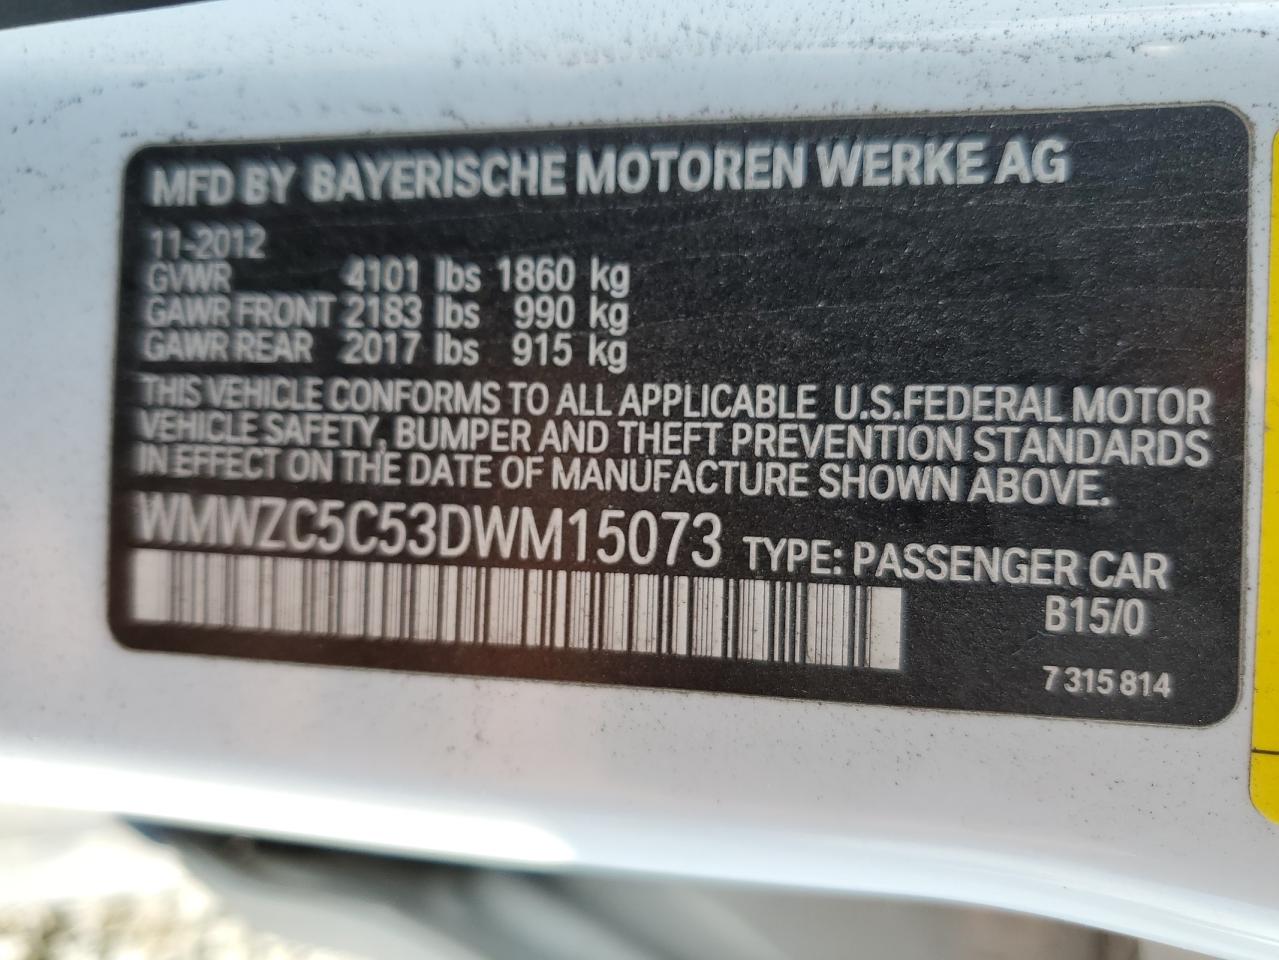 MFD BY BAYERISCHE MOTOREN WERKE AG
11-2012
GVWR 4101 lbs 1860 kg
GAWR FRONT 2183 lbs 990 kg
GAWR REAR 2017 lbs 915 kg
THIS VEHICLE CONFORMS TO ALL APPLICABLE U.S.FEDERAL MOTOR
VEHICLE SAFETY, BUMPER AND THEFT PREVENTION STANDARDS
IN EFFECT ON THE DATE OF MANUFACTURE SHOWN ABOVE.
WMWZC5C53DWM15073 TYPE: PASSENGER CAR
B15/0
7 315 814